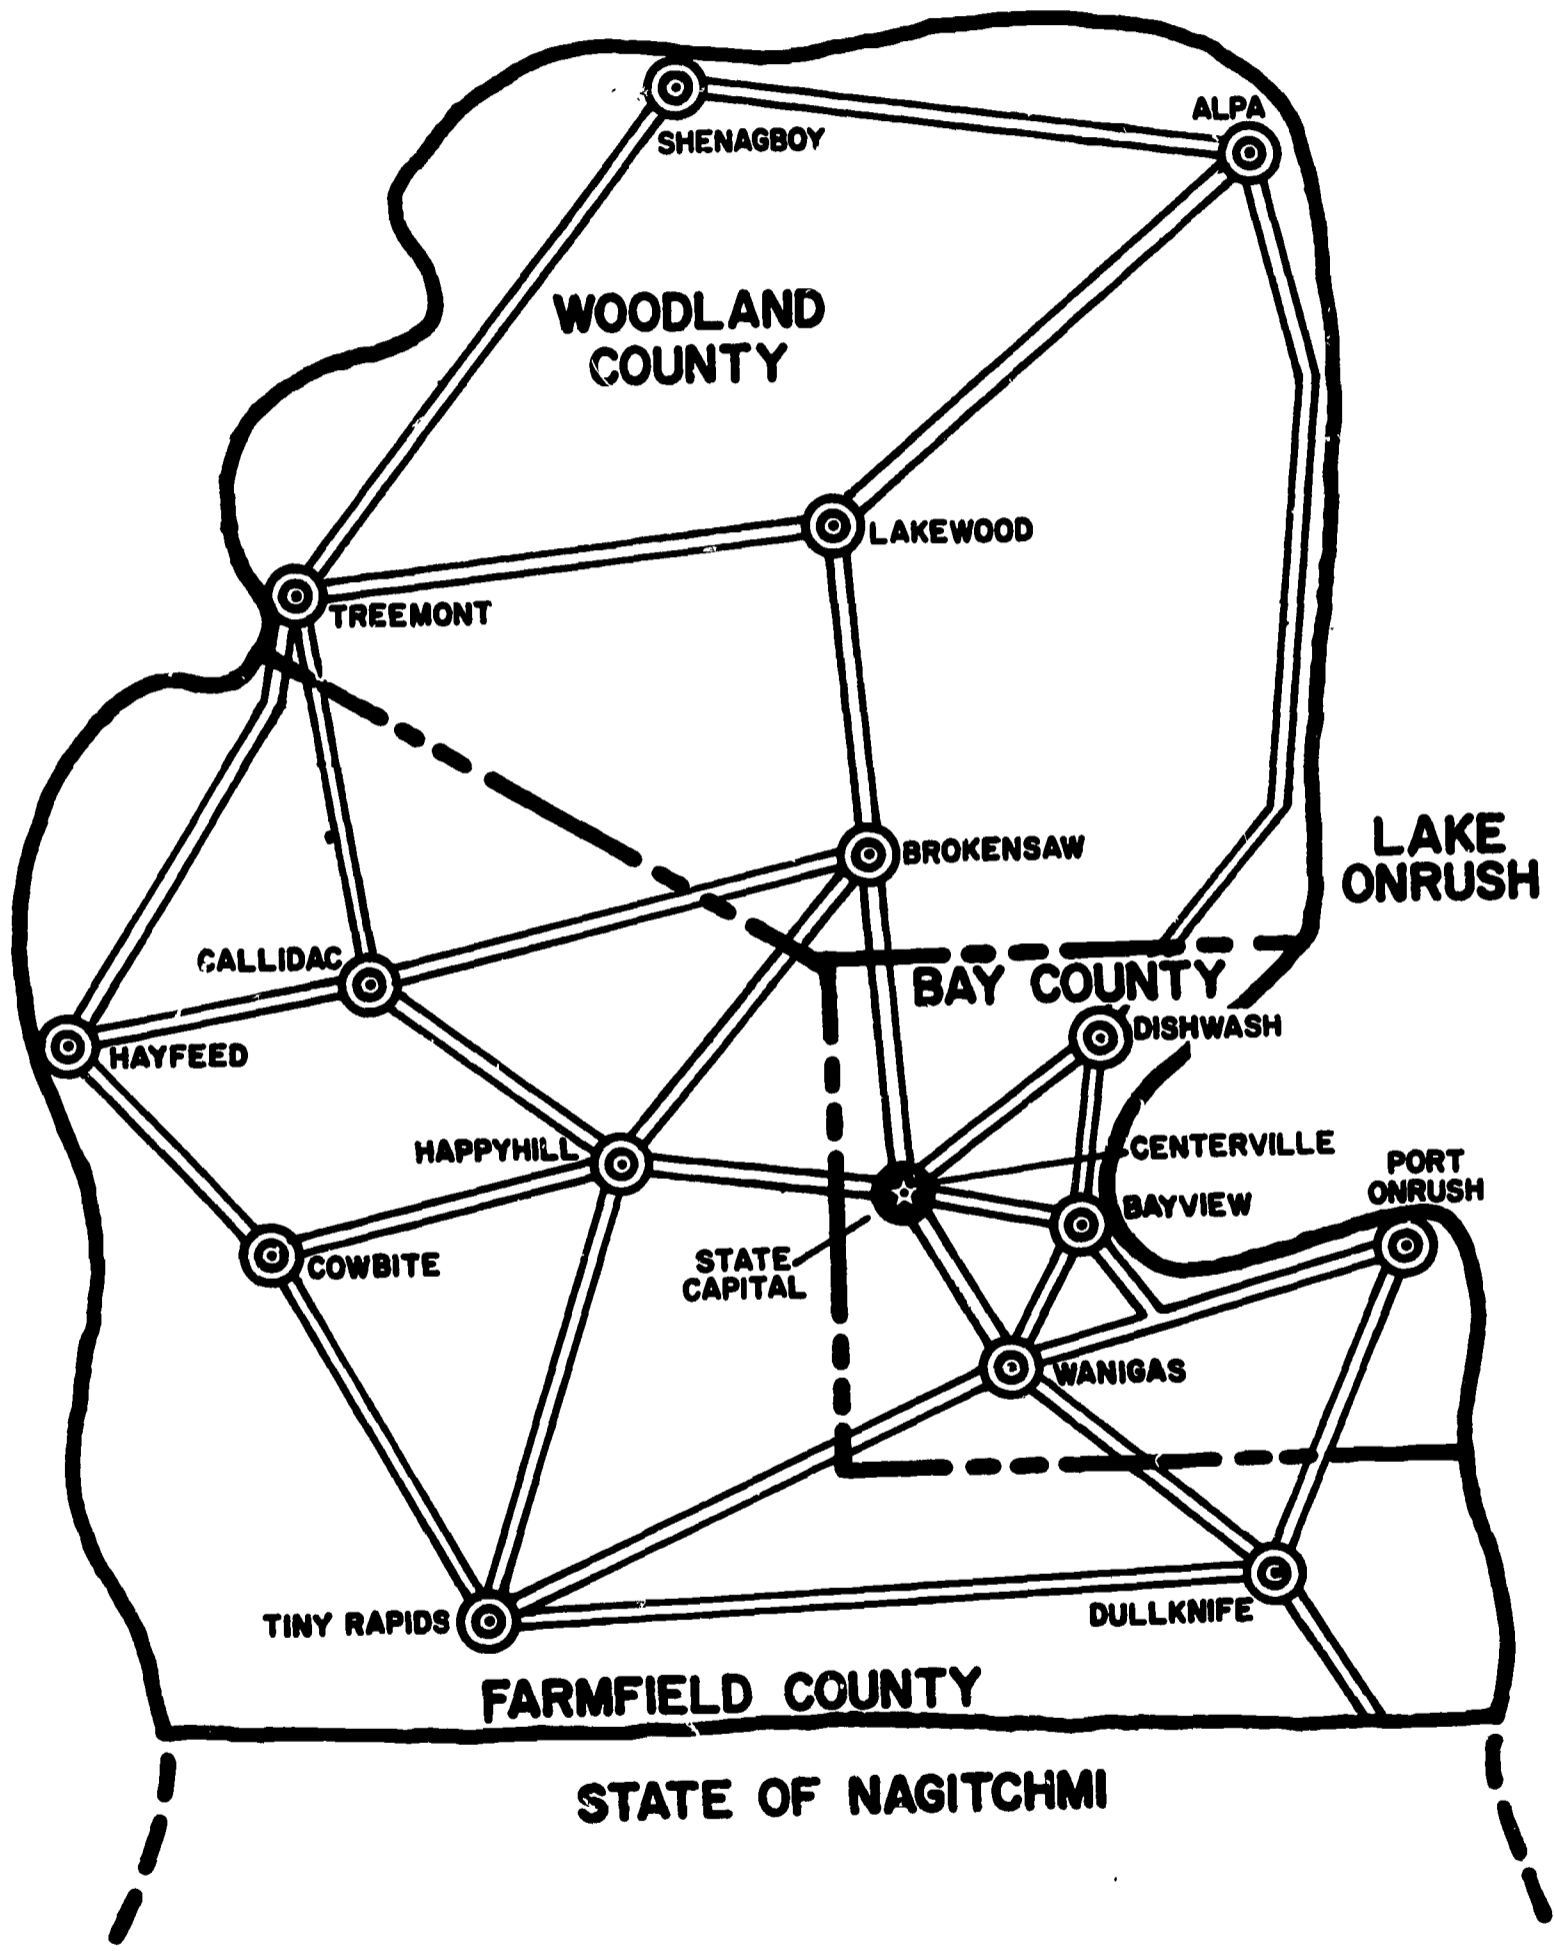 ALPA
SHENAGBOY
WOODLAND
COUNTY
LAKEWOOD
TREEMONT
BROKENSAW
LAKE
ONRUSH
CALLIDAC
BAY COUNTY
DISHWASH
HAYFEED
HAPPYHILL
CENTERVILLE
PORT
ONRUSH
BAYVIEW
STATE
CAPITAL
COWBITE
WANIGAS
TINY RAPIDS
DULLKNIFE
FARMFIELD COUNTY
STATE OF NAGITCHMI